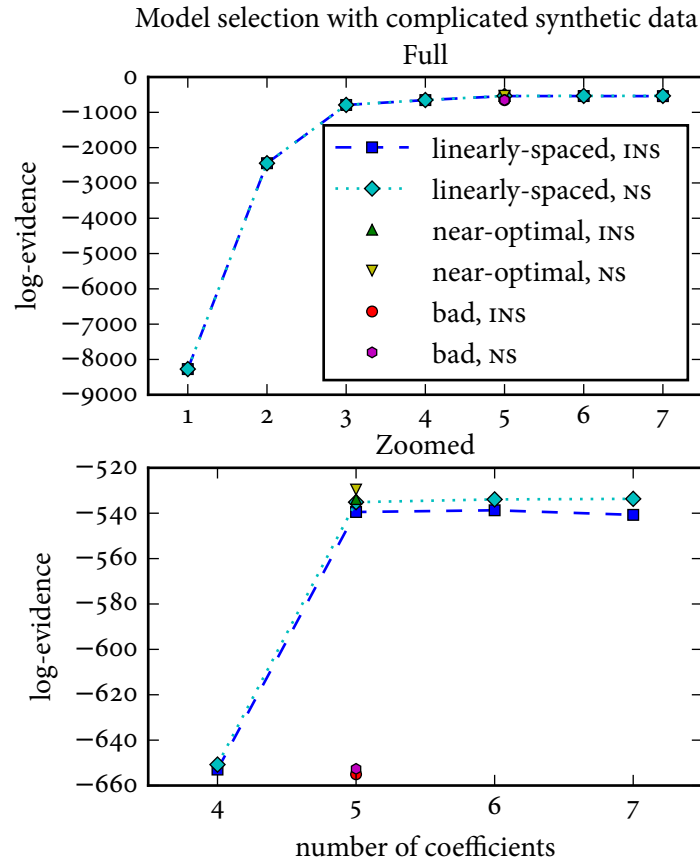 Model selection with complicated synthetic data
Full
log-evidence
0
−1000
−2000
−3000
−4000
−5000
−6000
−7000
−8000
−9000
1 2 3 4 5 6 7
linearly-spaced, INS
linearly-spaced, NS
near-optimal, INS
near-optimal, NS
bad, INS
bad, NS
Zoomed
log-evidence
−520
−540
−560
−580
−600
−620
−640
−660
4 5 6 7
number of coefficients